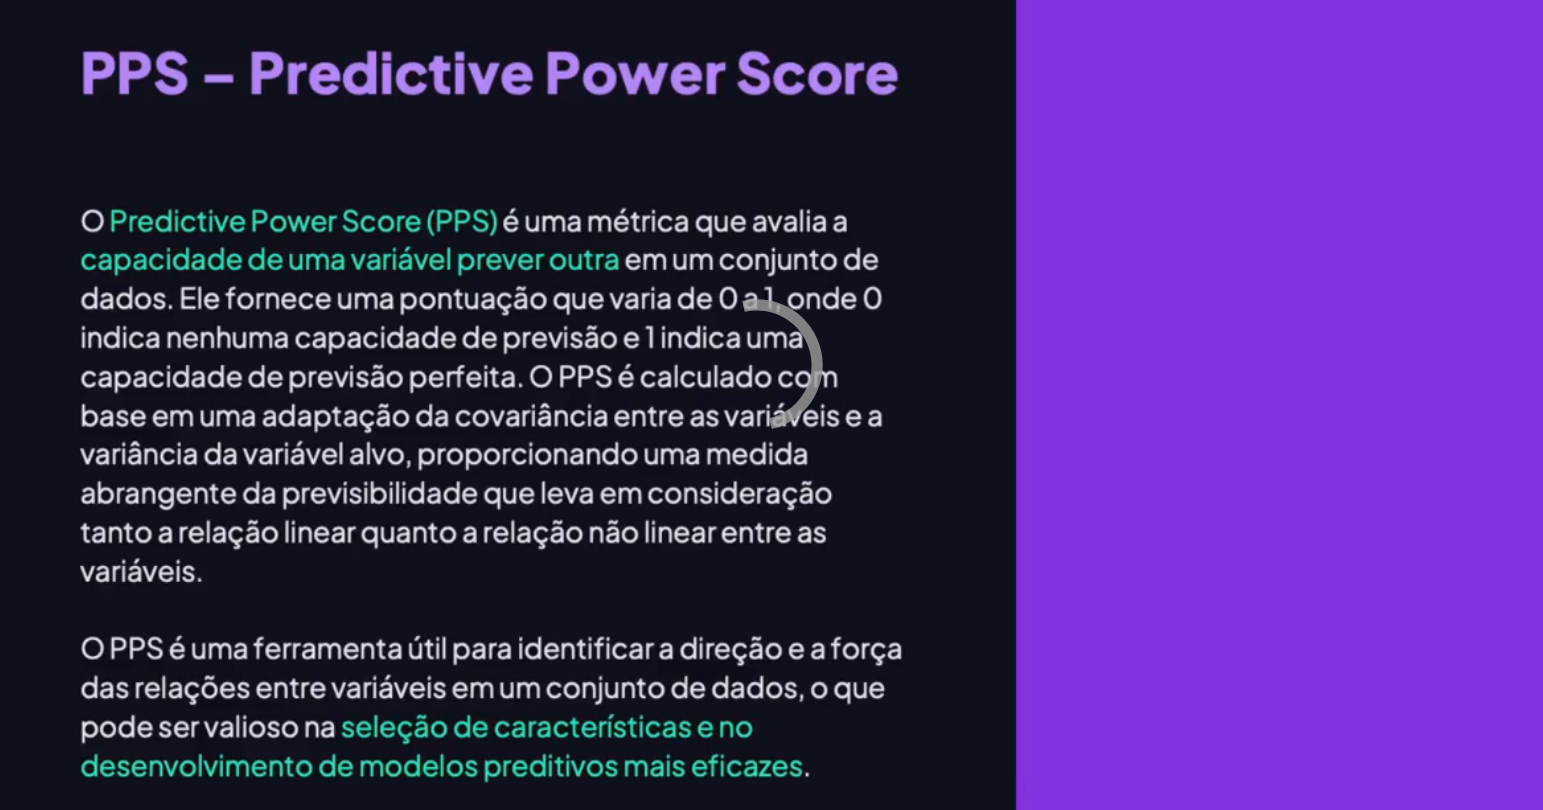 PPS – Predictive Power Score
O Predictive Power Score (PPS) é uma métrica que avalia a
capacidade de uma variável prever outra em um conjunto de
dados. Ele fornece uma pontuação que varia de 0 a 1, onde 0
indica nenhuma capacidade de previsão e 1 indica uma
capacidade de previsão perfeita. O PPS é calculado com
base em uma adaptação da covariância entre as variáveis e a
variância da variável alvo, proporcionando uma medida
abrangente da previsibilidade que leva em consideração
tanto a relação linear quanto a relação não linear entre as
variáveis.
O PPS é uma ferramenta útil para identificar a direção e a força
das relações entre variáveis em um conjunto de dados, o que
pode ser valioso na seleção de características e no
desenvolvimento de modelos preditivos mais eficazes.